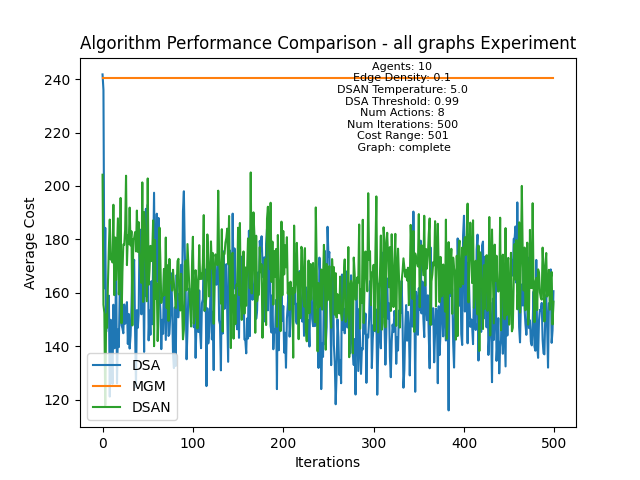 Algorithm Performance Comparison - all graphs Experiment
Agents: 10
Edge Density: 0.1
DSAN Temperature: 5.0
DSA Threshold: 0.99
Num Actions: 8
Num Iterations: 500
Cost Range: 501
Graph: complete
240
220
200
180
160
140
120
Average Cost
DSA
MGM
DSAN
0
100
200
300
400
500
Iterations